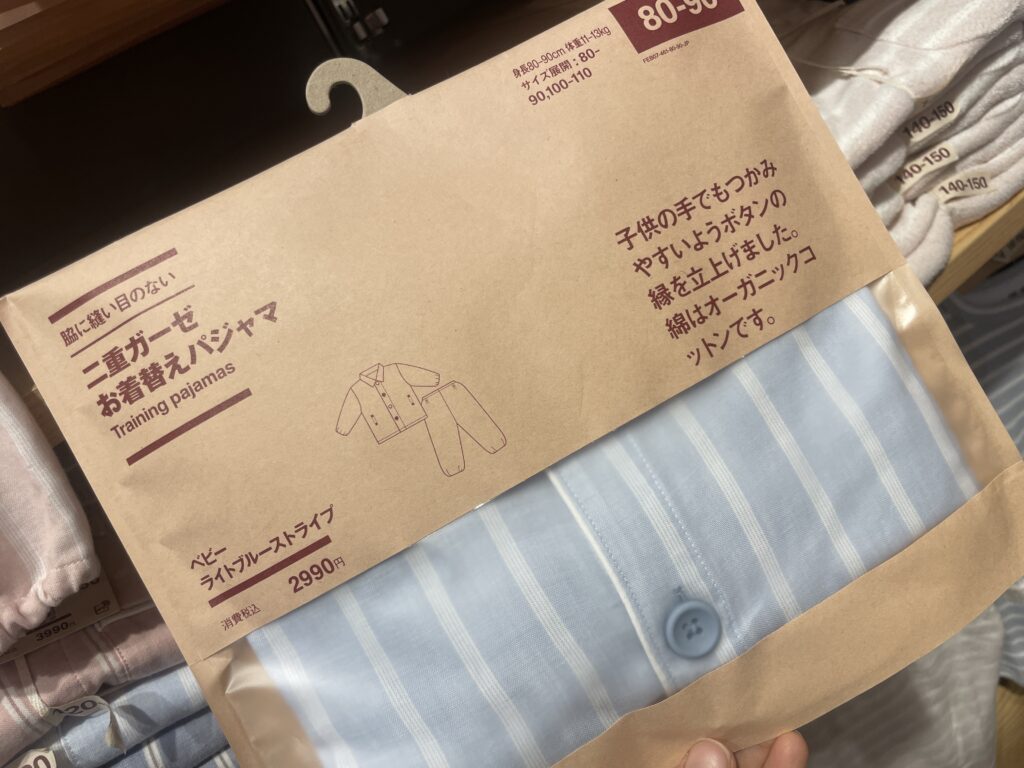 80-90
身長80-90cm 体重11-13kg
サイズ展開：80-
90,100-110
脇に縫い目のない
二重ガーゼ
お着替えパジャマ
Training pajamas
子供の手でもつかみ
やすいようボタンの
縁を立上げました。
綿はオーガニックコ
ットンです。
ベビー
ライトブルーストライプ
2990円
消費税込
140-150
140-150
140-150
3990円